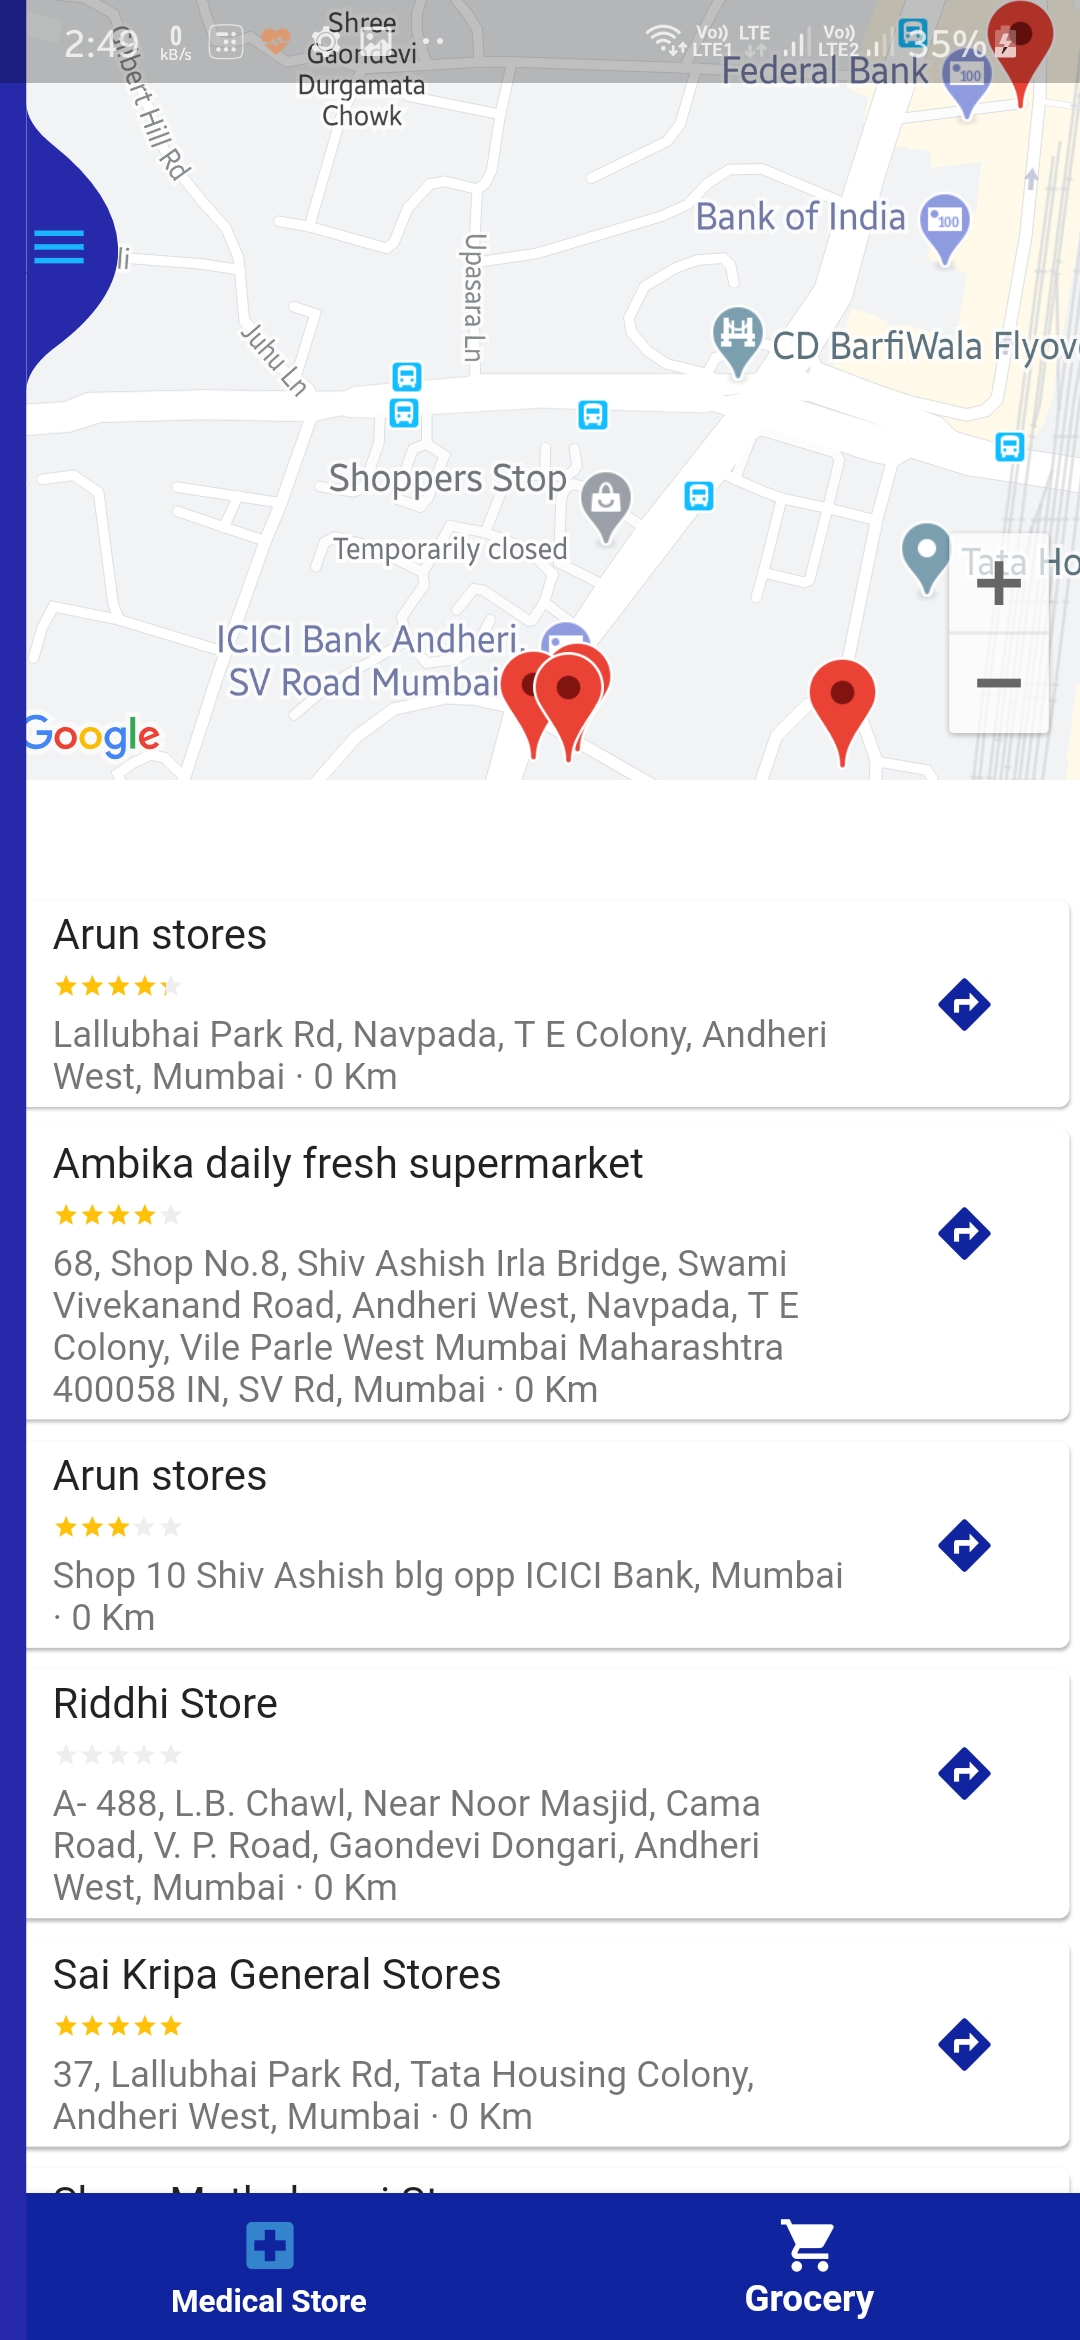 2:49
0
kB/s
Vo)) LTE
LTE1
Vo))
LTE2
35%
Shree
Gaondevi
Durgamata
Chowk
Gilbert Hill Rd
Federal Bank
100
Bank of India
100
li
Upasara Ln
Juhu Ln
CD BarfiWala Flyov
Shoppers Stop
Temporarily closed
Tata Ho
+
ICICI Bank Andheri,
SV Road Mumbai
−
Google
Arun stores
Lallubhai Park Rd, Navpada, T E Colony, Andheri
West, Mumbai · 0 Km
Ambika daily fresh supermarket
68, Shop No.8, Shiv Ashish Irla Bridge, Swami
Vivekanand Road, Andheri West, Navpada, T E
Colony, Vile Parle West Mumbai Maharashtra
400058 IN, SV Rd, Mumbai · 0 Km
Arun stores
Shop 10 Shiv Ashish blg opp ICICI Bank, Mumbai
· 0 Km
Riddhi Store
A- 488, L.B. Chawl, Near Noor Masjid, Cama
Road, V. P. Road, Gaondevi Dongari, Andheri
West, Mumbai · 0 Km
Sai Kripa General Stores
37, Lallubhai Park Rd, Tata Housing Colony,
Andheri West, Mumbai · 0 Km
Medical Store
Grocery